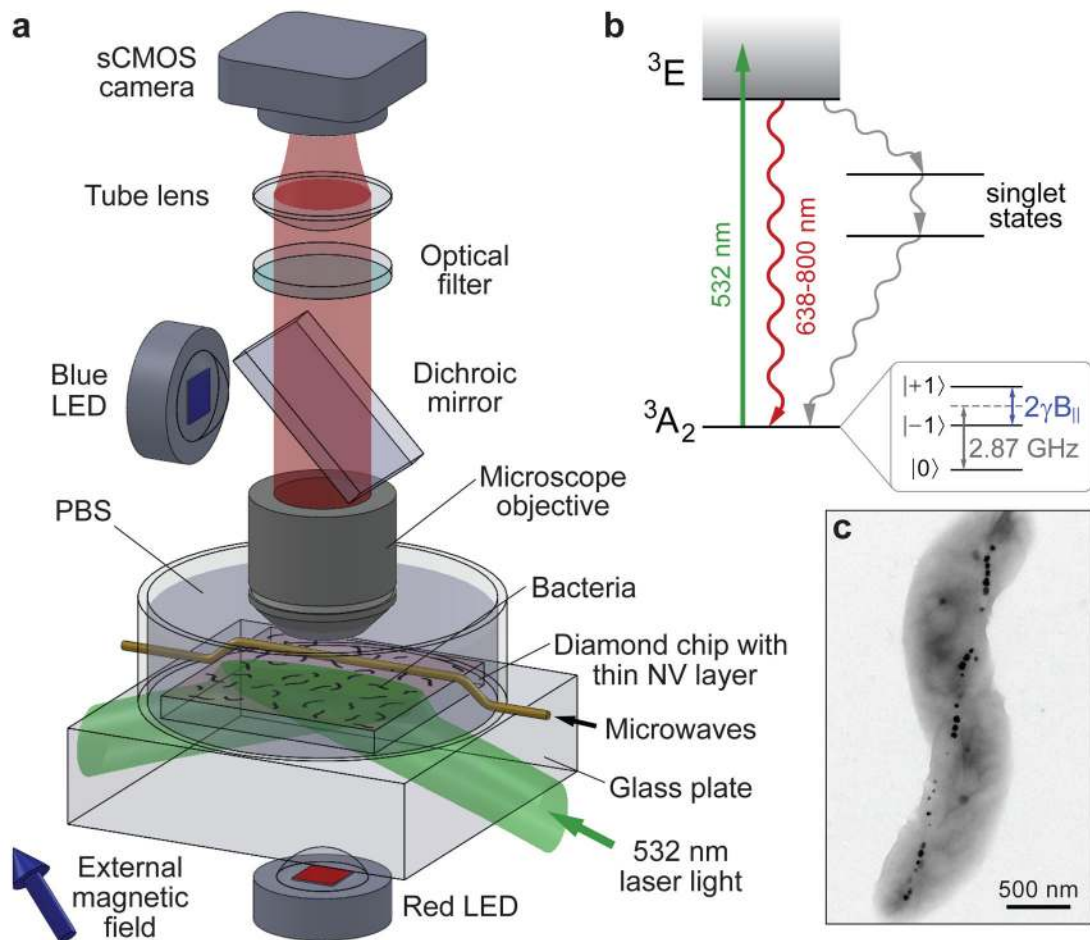 a
sCMOS
camera
Tube lens
Optical
filter
Blue
LED
Dichroic
mirror
Microscope
objective
PBS
Bacteria
Diamond chip with
thin NV layer
Microwaves
Glass plate
532 nm
laser light
External
magnetic
field
Red LED
b
³E
532 nm
638-800 nm
singlet
states
³A₂
|+1⟩
|−1⟩
|0⟩
2γB||
2.87 GHz
c
500 nm